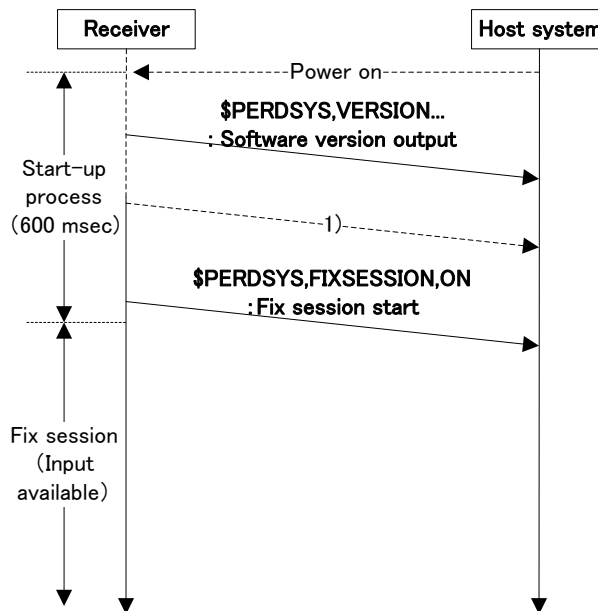 Receiver
Host system
Power on
$PERDSYS,VERSION...
: Software version output
Start-up
process
(600 msec)
1)
$PERDSYS,FIXSESSION,ON
:Fix session start
Fix session
(Input
available)